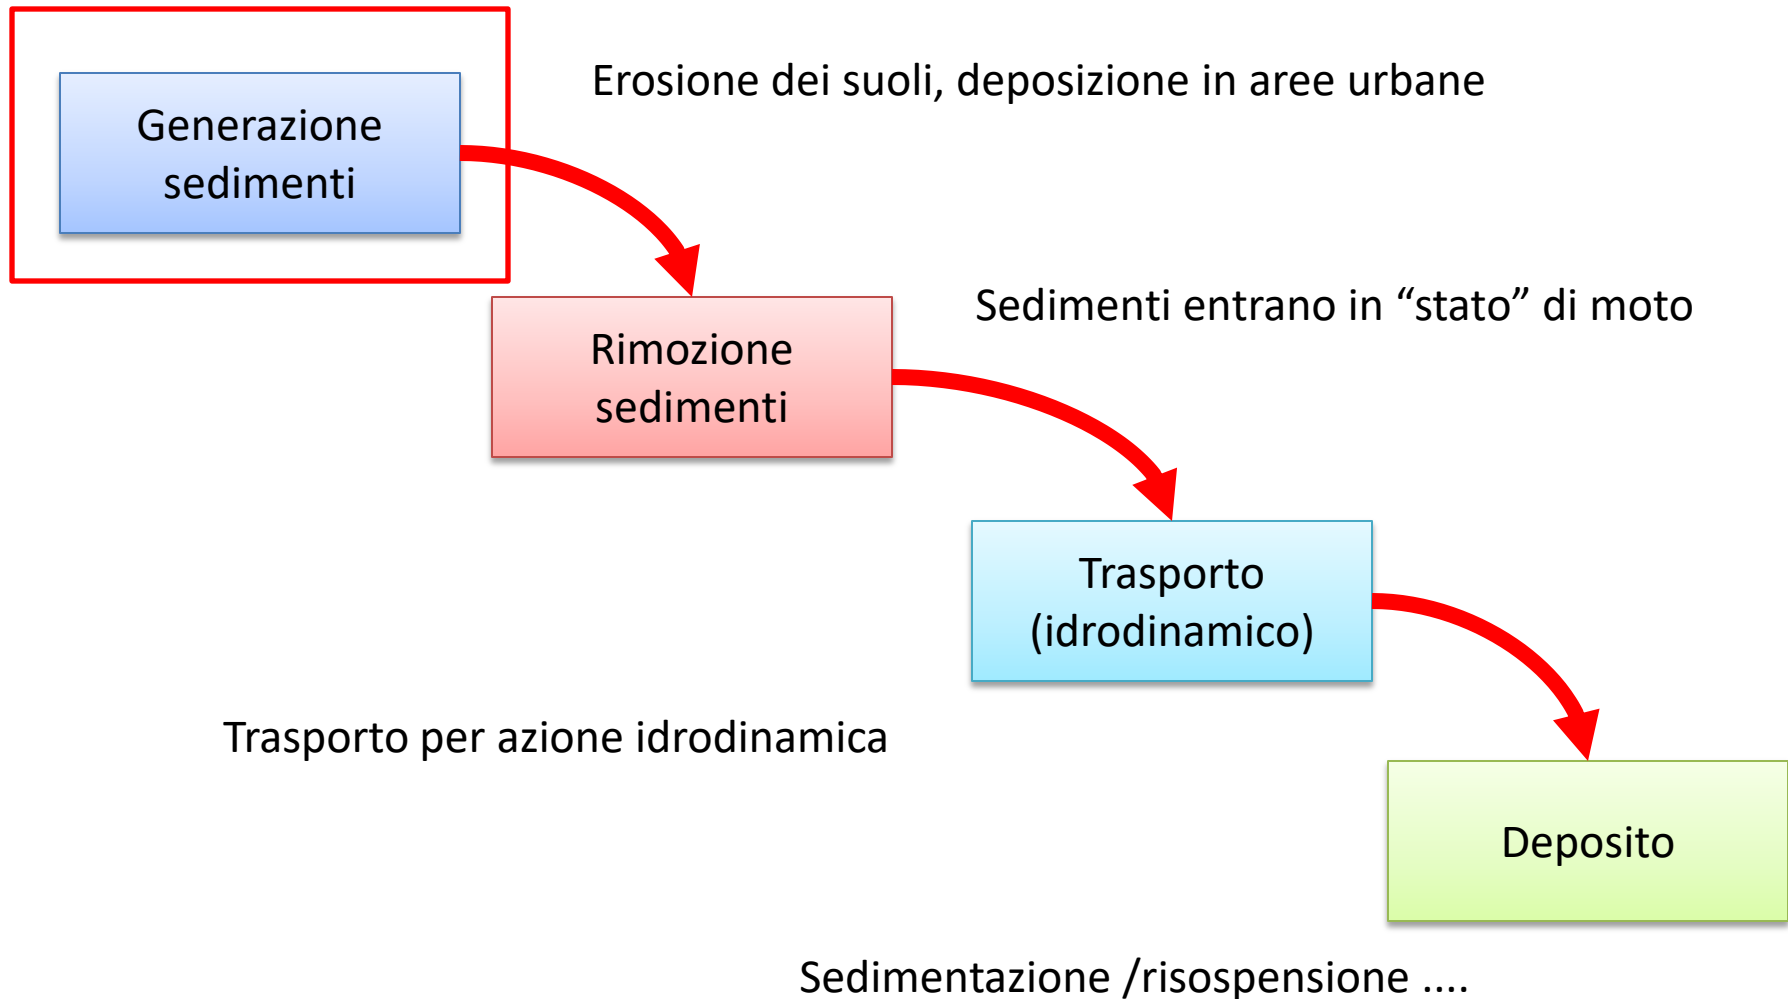 Erosione dei suoli, deposizione in aree urbane
Generazione
sedimenti
Sedimenti entrano in “stato” di moto
Rimozione
sedimenti
Trasporto
(idrodinamico)
Trasporto per azione idrodinamica
Deposito
Sedimentazione /risospensione ....